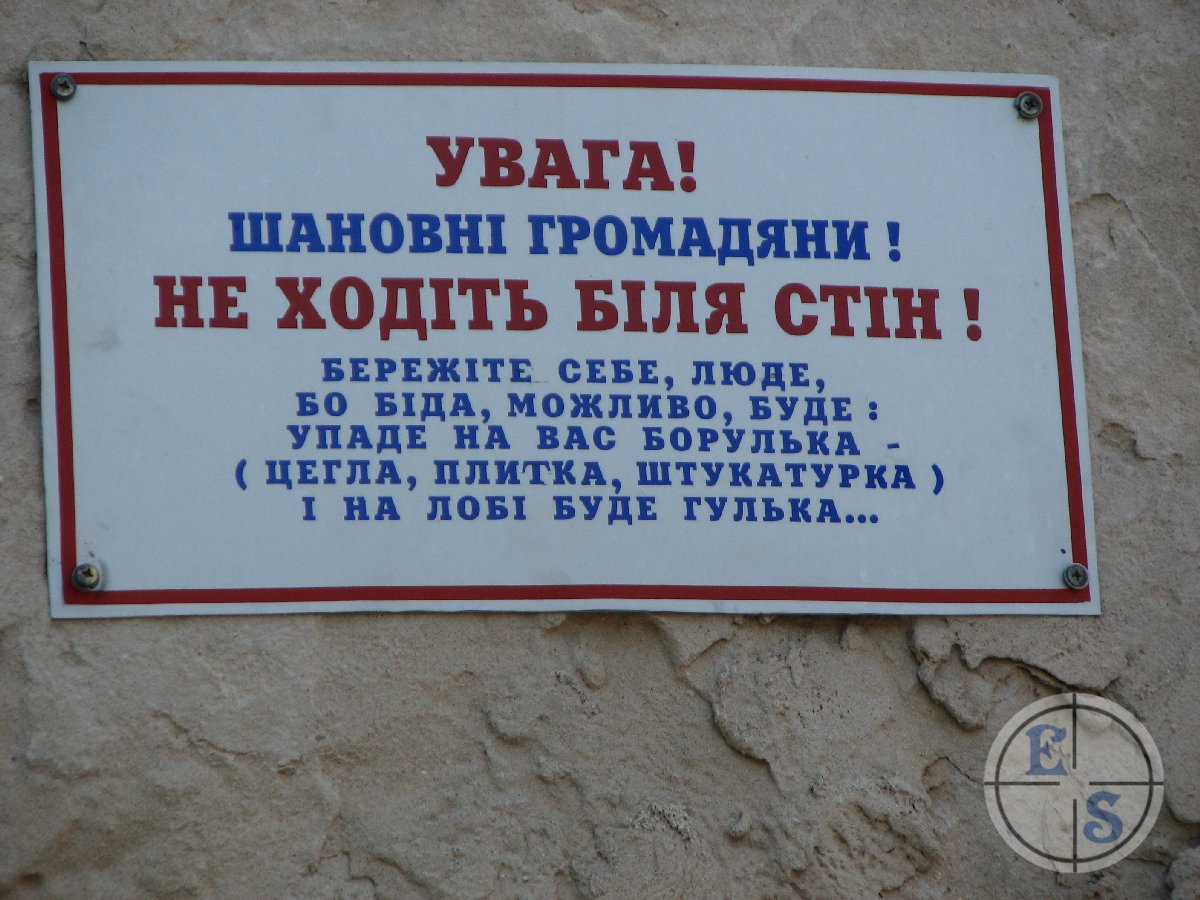 УВАГА!
ШАНОВНІ ГРОМАДЯНИ !
НЕ ХОДІТЬ БІЛЯ СТІН !
БЕРЕЖІТЕ СЕБЕ, ЛЮДЕ,
БО БІДА, МОЖЛИВО, БУДЕ :
УПАДЕ НА ВАС БОРУЛЬКА -
( ЦЕГЛА, ПЛИТКА, ШТУКАТУРКА )
І НА ЛОБІ БУДЕ ГУЛЬКА...
E
S